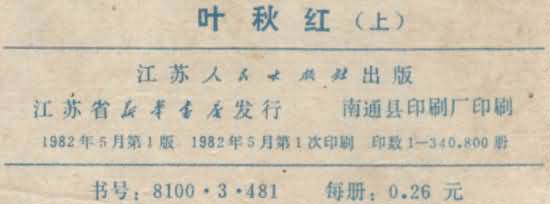 叶秋红（上）
江苏人民出版社出版
江苏省新华书店发行 南通县印刷厂印刷
1982年5月第1版 1982年5月第1次印刷 印数1—340,800册
书号：8100·3·481 每册：0.26元